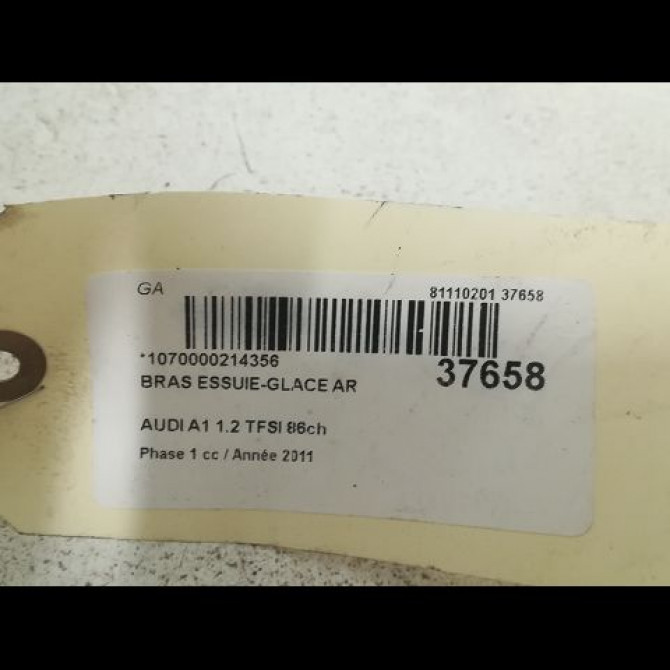 GA
81110201 37658
*1070000214356
37658
BRAS ESSUIE-GLACE AR
AUDI A1 1.2 TFSI 86ch
Phase 1 cc / Année 2011